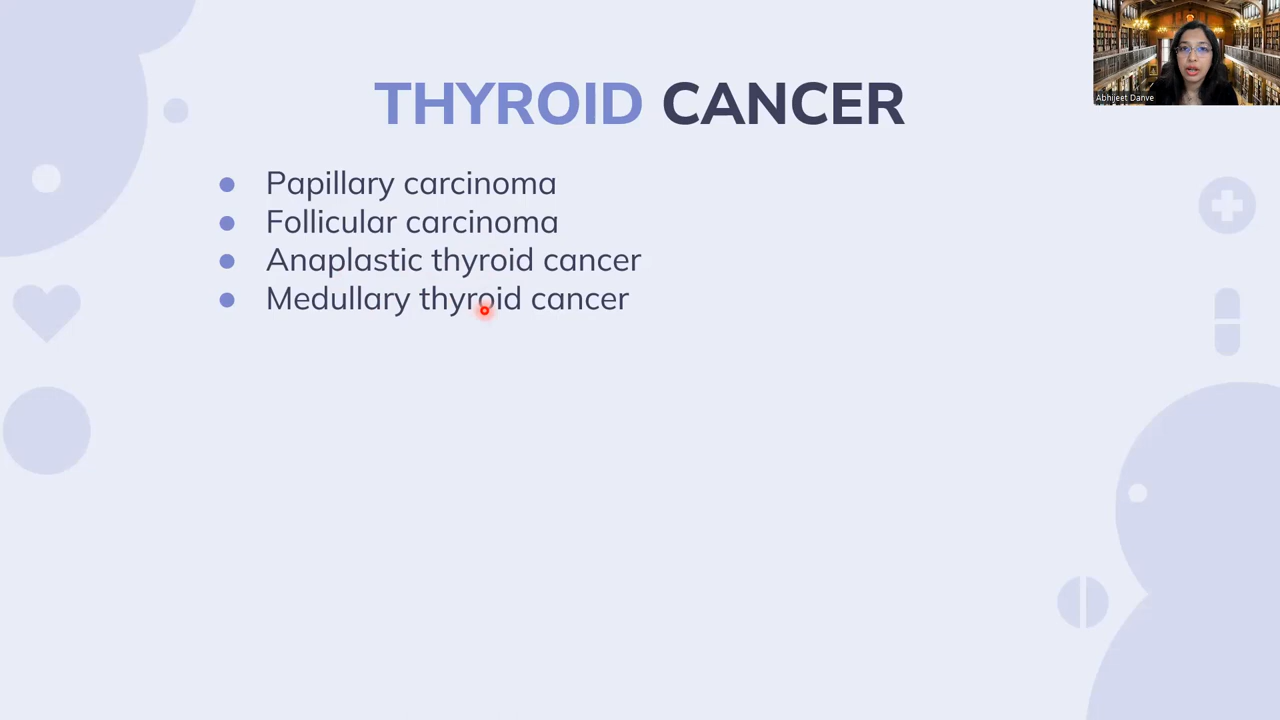 THYROID CANCER
Papillary carcinoma
Follicular carcinoma
Anaplastic thyroid cancer
Medullary thyroid cancer
Abhijeet Danve